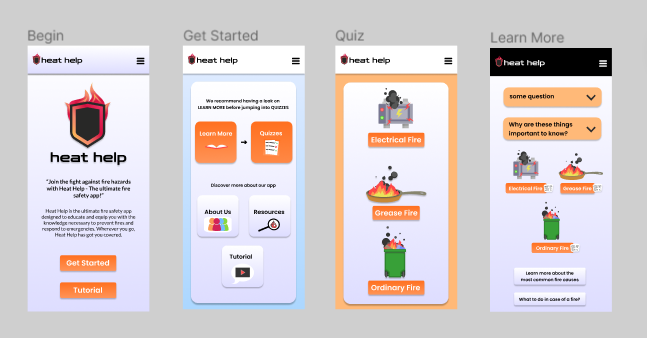 Begin
heat help
heat help
"Join the fight against fire hazards
with Heat Help - The ultimate fire
safety app!"
Heat Help is the ultimate fire safety app
designed to educate and equip you with the
knowledge necessary to prevent fires and
respond to emergencies. Wherever you go,
Heat Help has got you covered.
Get Started
Tutorial
Get Started
heat help
We recommend having a look on
LEARN MORE before jumping into QUIZZES
Learn More
Quizzes
Discover more about our app
About Us
Resources
Tutorial
Quiz
heat help
Electrical Fire
Grease Fire
Ordinary Fire
Learn More
heat help
some question
Why are these things
important to know?
Electrical Fire
Grease Fire
Ordinary Fire
Learn more about the
most common fire causes
What to do in case of a fire?